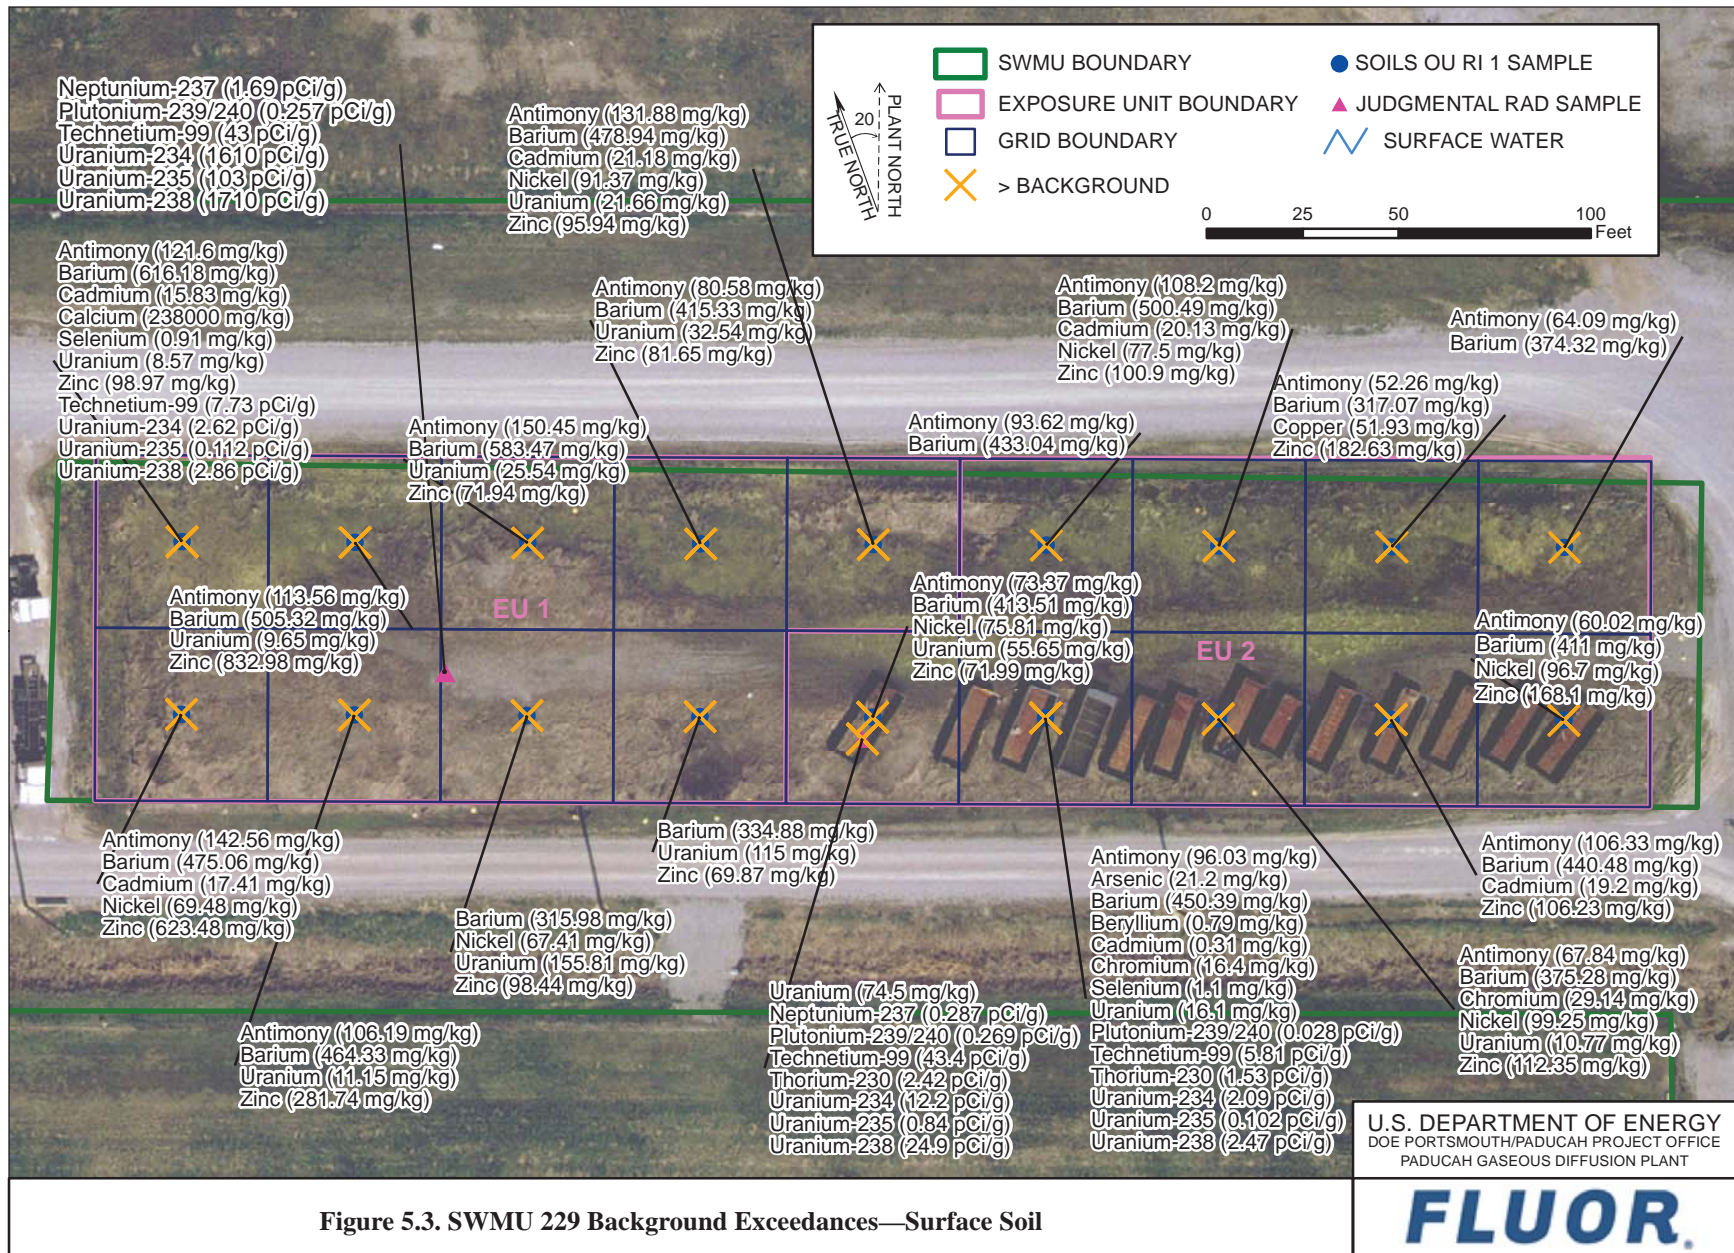 SWMU BOUNDARY
EXPOSURE UNIT BOUNDARY
GRID BOUNDARY
> BACKGROUND
SOILS OU RI 1 SAMPLE
JUDGMENTAL RAD SAMPLE
SURFACE WATER
TRUE NORTH
20
PLANT NORTH
0 25 50 100
Feet
Neptunium-237 (1.69 pCi/g)
Plutonium-239/240 (0.257 pCi/g)
Technetium-99 (43 pCi/g)
Uranium-234 (1610 pCi/g)
Uranium-235 (103 pCi/g)
Uranium-238 (1710 pCi/g)
Antimony (131.88 mg/kg)
Barium (478.94 mg/kg)
Cadmium (21.18 mg/kg)
Nickel (91.37 mg/kg)
Uranium (21.66 mg/kg)
Zinc (95.94 mg/kg)
Antimony (121.6 mg/kg)
Barium (616.18 mg/kg)
Cadmium (15.83 mg/kg)
Calcium (238000 mg/kg)
Selenium (0.91 mg/kg)
Uranium (8.57 mg/kg)
Zinc (98.97 mg/kg)
Technetium-99 (7.73 pCi/g)
Uranium-234 (2.62 pCi/g)
Uranium-235 (0.112 pCi/g)
Uranium-238 (2.86 pCi/g)
Antimony (80.58 mg/kg)
Barium (415.33 mg/kg)
Uranium (32.54 mg/kg)
Zinc (81.65 mg/kg)
Antimony (108.2 mg/kg)
Barium (500.49 mg/kg)
Cadmium (20.13 mg/kg)
Nickel (77.5 mg/kg)
Zinc (100.9 mg/kg)
Antimony (64.09 mg/kg)
Barium (374.32 mg/kg)
Antimony (52.26 mg/kg)
Barium (317.07 mg/kg)
Copper (51.93 mg/kg)
Zinc (182.63 mg/kg)
Antimony (150.45 mg/kg)
Barium (583.47 mg/kg)
Uranium (25.54 mg/kg)
Zinc (71.94 mg/kg)
Antimony (93.62 mg/kg)
Barium (433.04 mg/kg)
Antimony (113.56 mg/kg)
Barium (505.32 mg/kg)
Uranium (9.65 mg/kg)
Zinc (832.98 mg/kg)
EU 1
Antimony (73.37 mg/kg)
Barium (413.51 mg/kg)
Nickel (75.81 mg/kg)
Uranium (55.65 mg/kg)
Zinc (71.99 mg/kg)
EU 2
Antimony (60.02 mg/kg)
Barium (411 mg/kg)
Nickel (96.7 mg/kg)
Zinc (168.1 mg/kg)
Antimony (142.56 mg/kg)
Barium (475.06 mg/kg)
Cadmium (17.41 mg/kg)
Nickel (69.48 mg/kg)
Zinc (623.48 mg/kg)
Barium (334.88 mg/kg)
Uranium (115 mg/kg)
Zinc (69.87 mg/kg)
Antimony (106.33 mg/kg)
Barium (440.48 mg/kg)
Cadmium (19.2 mg/kg)
Zinc (106.23 mg/kg)
Antimony (96.03 mg/kg)
Arsenic (21.2 mg/kg)
Barium (450.39 mg/kg)
Beryllium (0.79 mg/kg)
Cadmium (0.31 mg/kg)
Chromium (16.4 mg/kg)
Selenium (1.1 mg/kg)
Uranium (16.1 mg/kg)
Plutonium-239/240 (0.028 pCi/g)
Technetium-99 (5.81 pCi/g)
Thorium-230 (1.53 pCi/g)
Uranium-234 (2.09 pCi/g)
Uranium-235 (0.102 pCi/g)
Uranium-238 (2.47 pCi/g)
Barium (315.98 mg/kg)
Nickel (67.41 mg/kg)
Uranium (155.81 mg/kg)
Zinc (98.44 mg/kg)
Antimony (67.84 mg/kg)
Barium (375.28 mg/kg)
Chromium (29.14 mg/kg)
Nickel (99.25 mg/kg)
Uranium (10.77 mg/kg)
Zinc (112.35 mg/kg)
Uranium (74.5 mg/kg)
Neptunium-237 (0.287 pCi/g)
Plutonium-239/240 (0.269 pCi/g)
Technetium-99 (43.4 pCi/g)
Thorium-230 (2.42 pCi/g)
Uranium-234 (12.2 pCi/g)
Uranium-235 (0.84 pCi/g)
Uranium-238 (24.9 pCi/g)
Antimony (106.19 mg/kg)
Barium (464.33 mg/kg)
Uranium (11.15 mg/kg)
Zinc (281.74 mg/kg)
U.S. DEPARTMENT OF ENERGY
DOE PORTSMOUTH/PADUCAH PROJECT OFFICE
PADUCAH GASEOUS DIFFUSION PLANT
Figure 5.3. SWMU 229 Background Exceedances—Surface Soil
FLUOR®